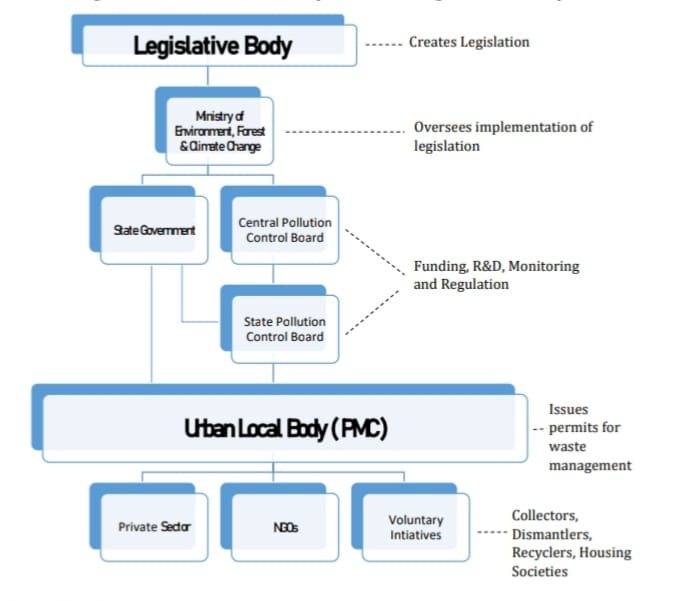 Legislative Body
Creates Legislation
Ministry of
Environment, Forest
& Climate Change
Oversees implementation of
legislation
State Government
Central Pollution
Control Board
Funding, R&D, Monitoring
and Regulation
State Pollution
Control Board
Urban Local Body (PMC)
Issues
permits for
waste
management
Private Sector
NGOs
Voluntary
Intiatives
Collectors,
Dismantlers,
Recyclers, Housing
Societies